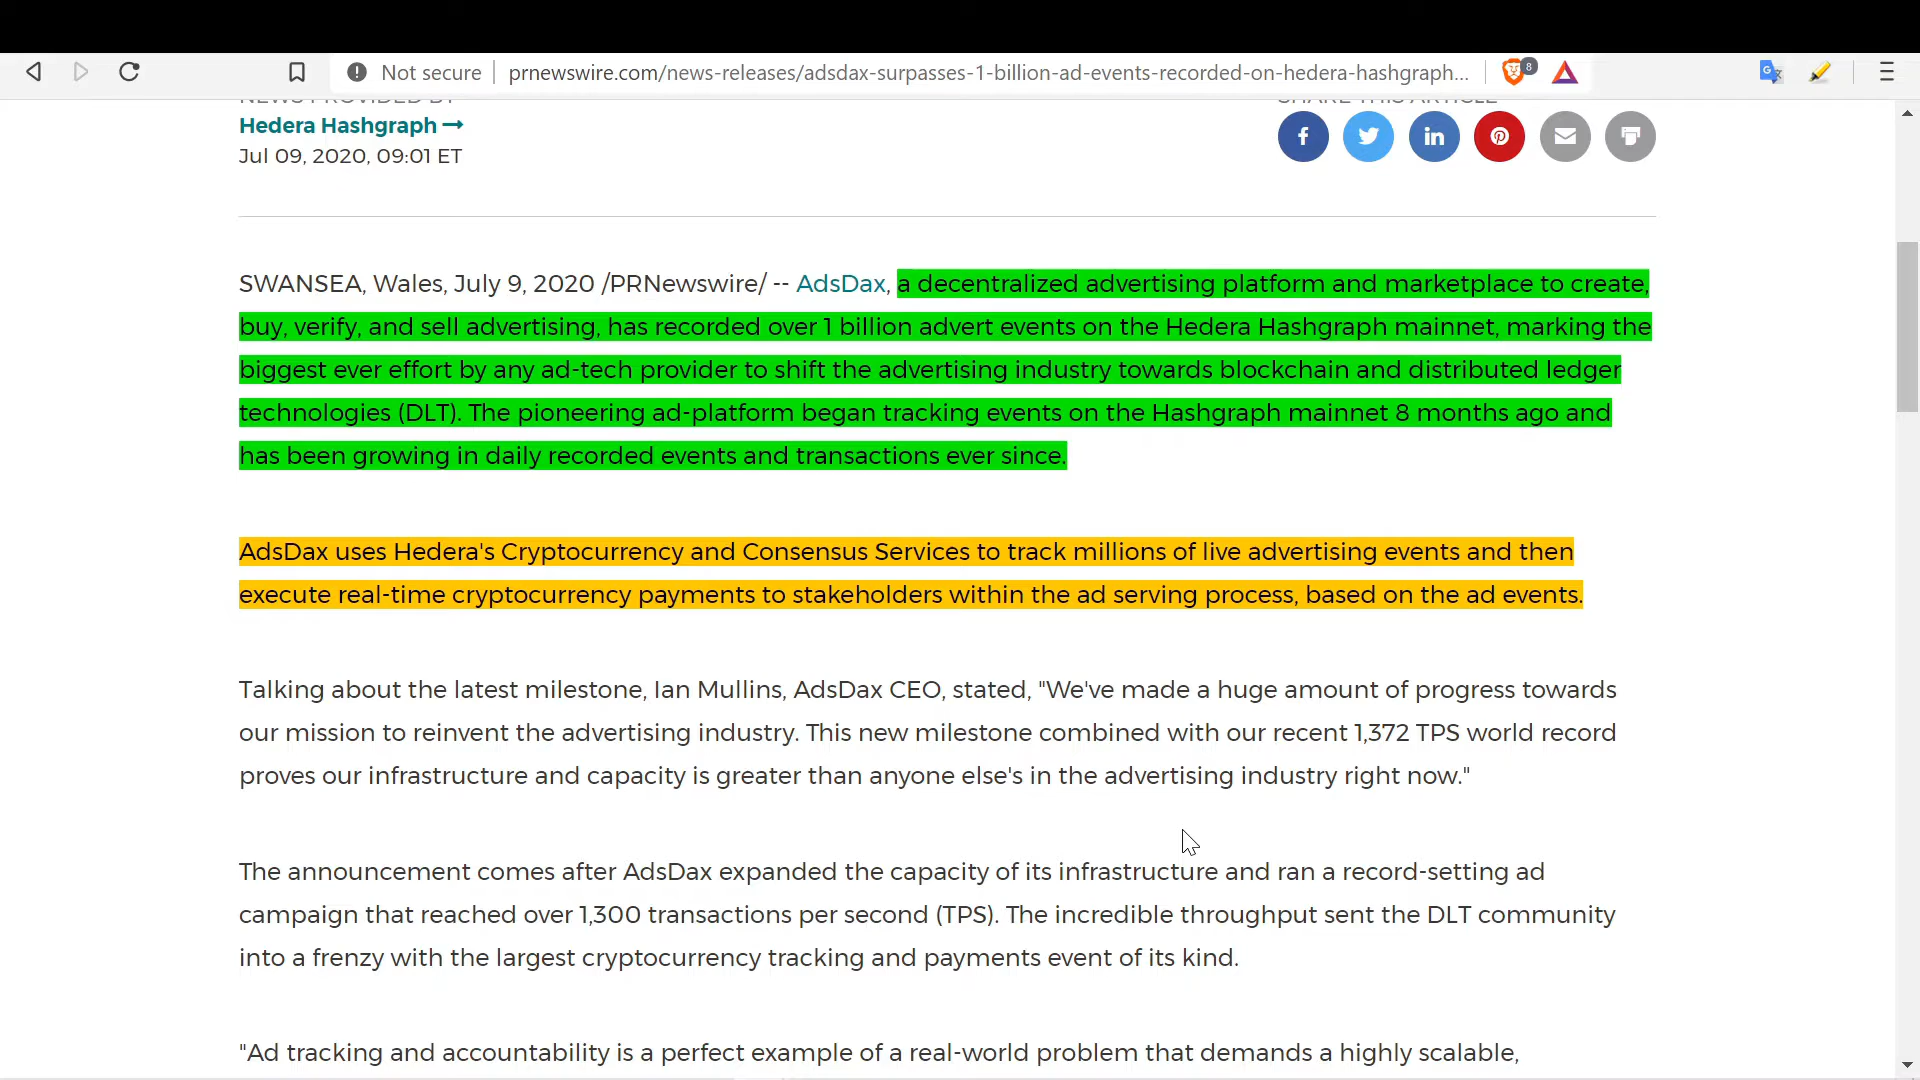 Not secure
prnewswire.com/news-releases/adsdax-surpasses-1-billion-ad-events-recorded-on-hedera-hashgraph...
8
NEWS PROVIDED BY
SHARE THIS ARTICLE
Hedera Hashgraph
Jul 09, 2020, 09:01 ET
SWANSEA, Wales, July 9, 2020 /PRNewswire/ -- AdsDax, a decentralized advertising platform and marketplace to create,
buy, verify, and sell advertising, has recorded over 1 billion advert events on the Hedera Hashgraph mainnet, marking the
biggest ever effort by any ad-tech provider to shift the advertising industry towards blockchain and distributed ledger
technologies (DLT). The pioneering ad-platform began tracking events on the Hashgraph mainnet 8 months ago and
has been growing in daily recorded events and transactions ever since.
AdsDax uses Hedera's Cryptocurrency and Consensus Services to track millions of live advertising events and then
execute real-time cryptocurrency payments to stakeholders within the ad serving process, based on the ad events.
Talking about the latest milestone, Ian Mullins, AdsDax CEO, stated, "We've made a huge amount of progress towards
our mission to reinvent the advertising industry. This new milestone combined with our recent 1,372 TPS world record
proves our infrastructure and capacity is greater than anyone else's in the advertising industry right now."
The announcement comes after AdsDax expanded the capacity of its infrastructure and ran a record-setting ad
campaign that reached over 1,300 transactions per second (TPS). The incredible throughput sent the DLT community
into a frenzy with the largest cryptocurrency tracking and payments event of its kind.
"Ad tracking and accountability is a perfect example of a real-world problem that demands a highly scalable,